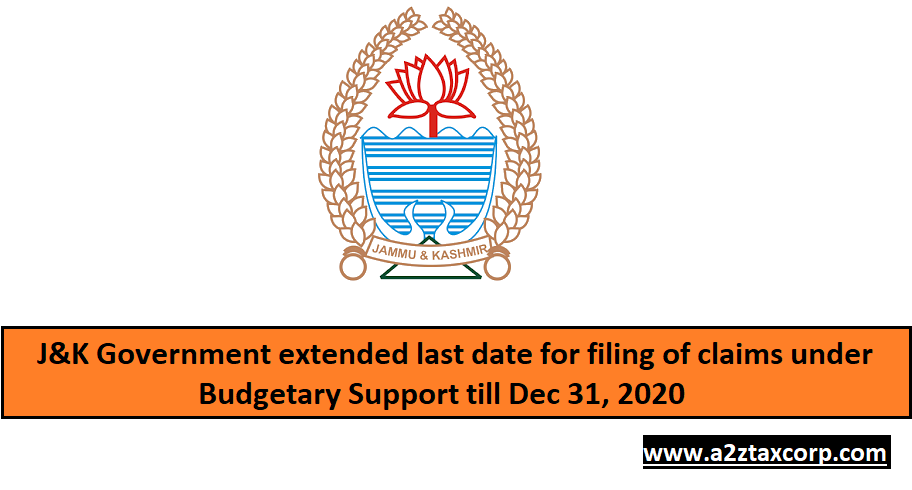 JAMMU & KASHMIR
J&K Government extended last date for filing of claims under
Budgetary Support till Dec 31, 2020
www.a2ztaxcorp.com